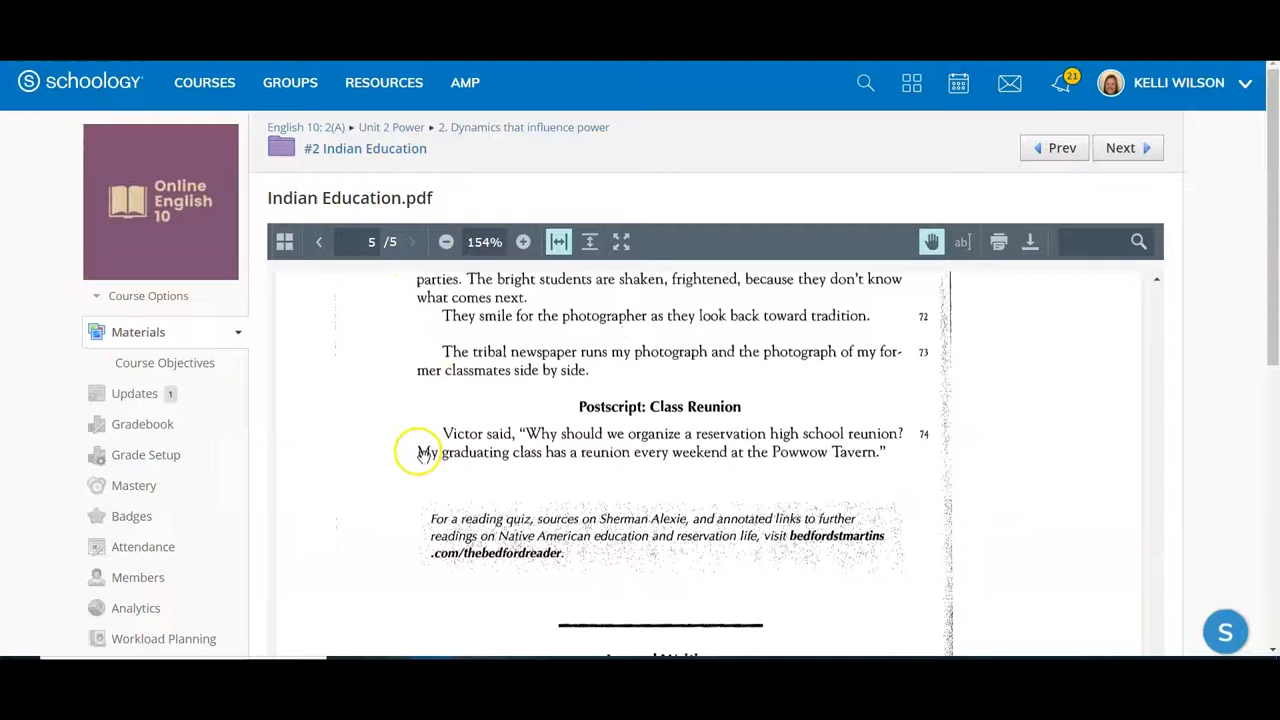 schoology
COURSES
GROUPS
RESOURCES
AMP
21
KELLI WILSON
Online
English
10
English 10: 2(A) ▸ Unit 2 Power ▸ 2. Dynamics that influence power
#2 Indian Education
Prev
Next
Indian Education.pdf
5 /5
154%
Course Options
Materials
Course Objectives
Updates 1
Gradebook
Grade Setup
Mastery
Badges
Attendance
Members
Analytics
Workload Planning
parties. The bright students are shaken, frightened, because they don't know
what comes next.
They smile for the photographer as they look back toward tradition. 72
The tribal newspaper runs my photograph and the photograph of my for- 73
mer classmates side by side.
Postscript: Class Reunion
Victor said, "Why should we organize a reservation high school reunion? 74
My graduating class has a reunion every weekend at the Powwow Tavern."
For a reading quiz, sources on Sherman Alexie, and annotated links to further
readings on Native American education and reservation life, visit bedfordstmartins
.com/thebedfordreader.
S